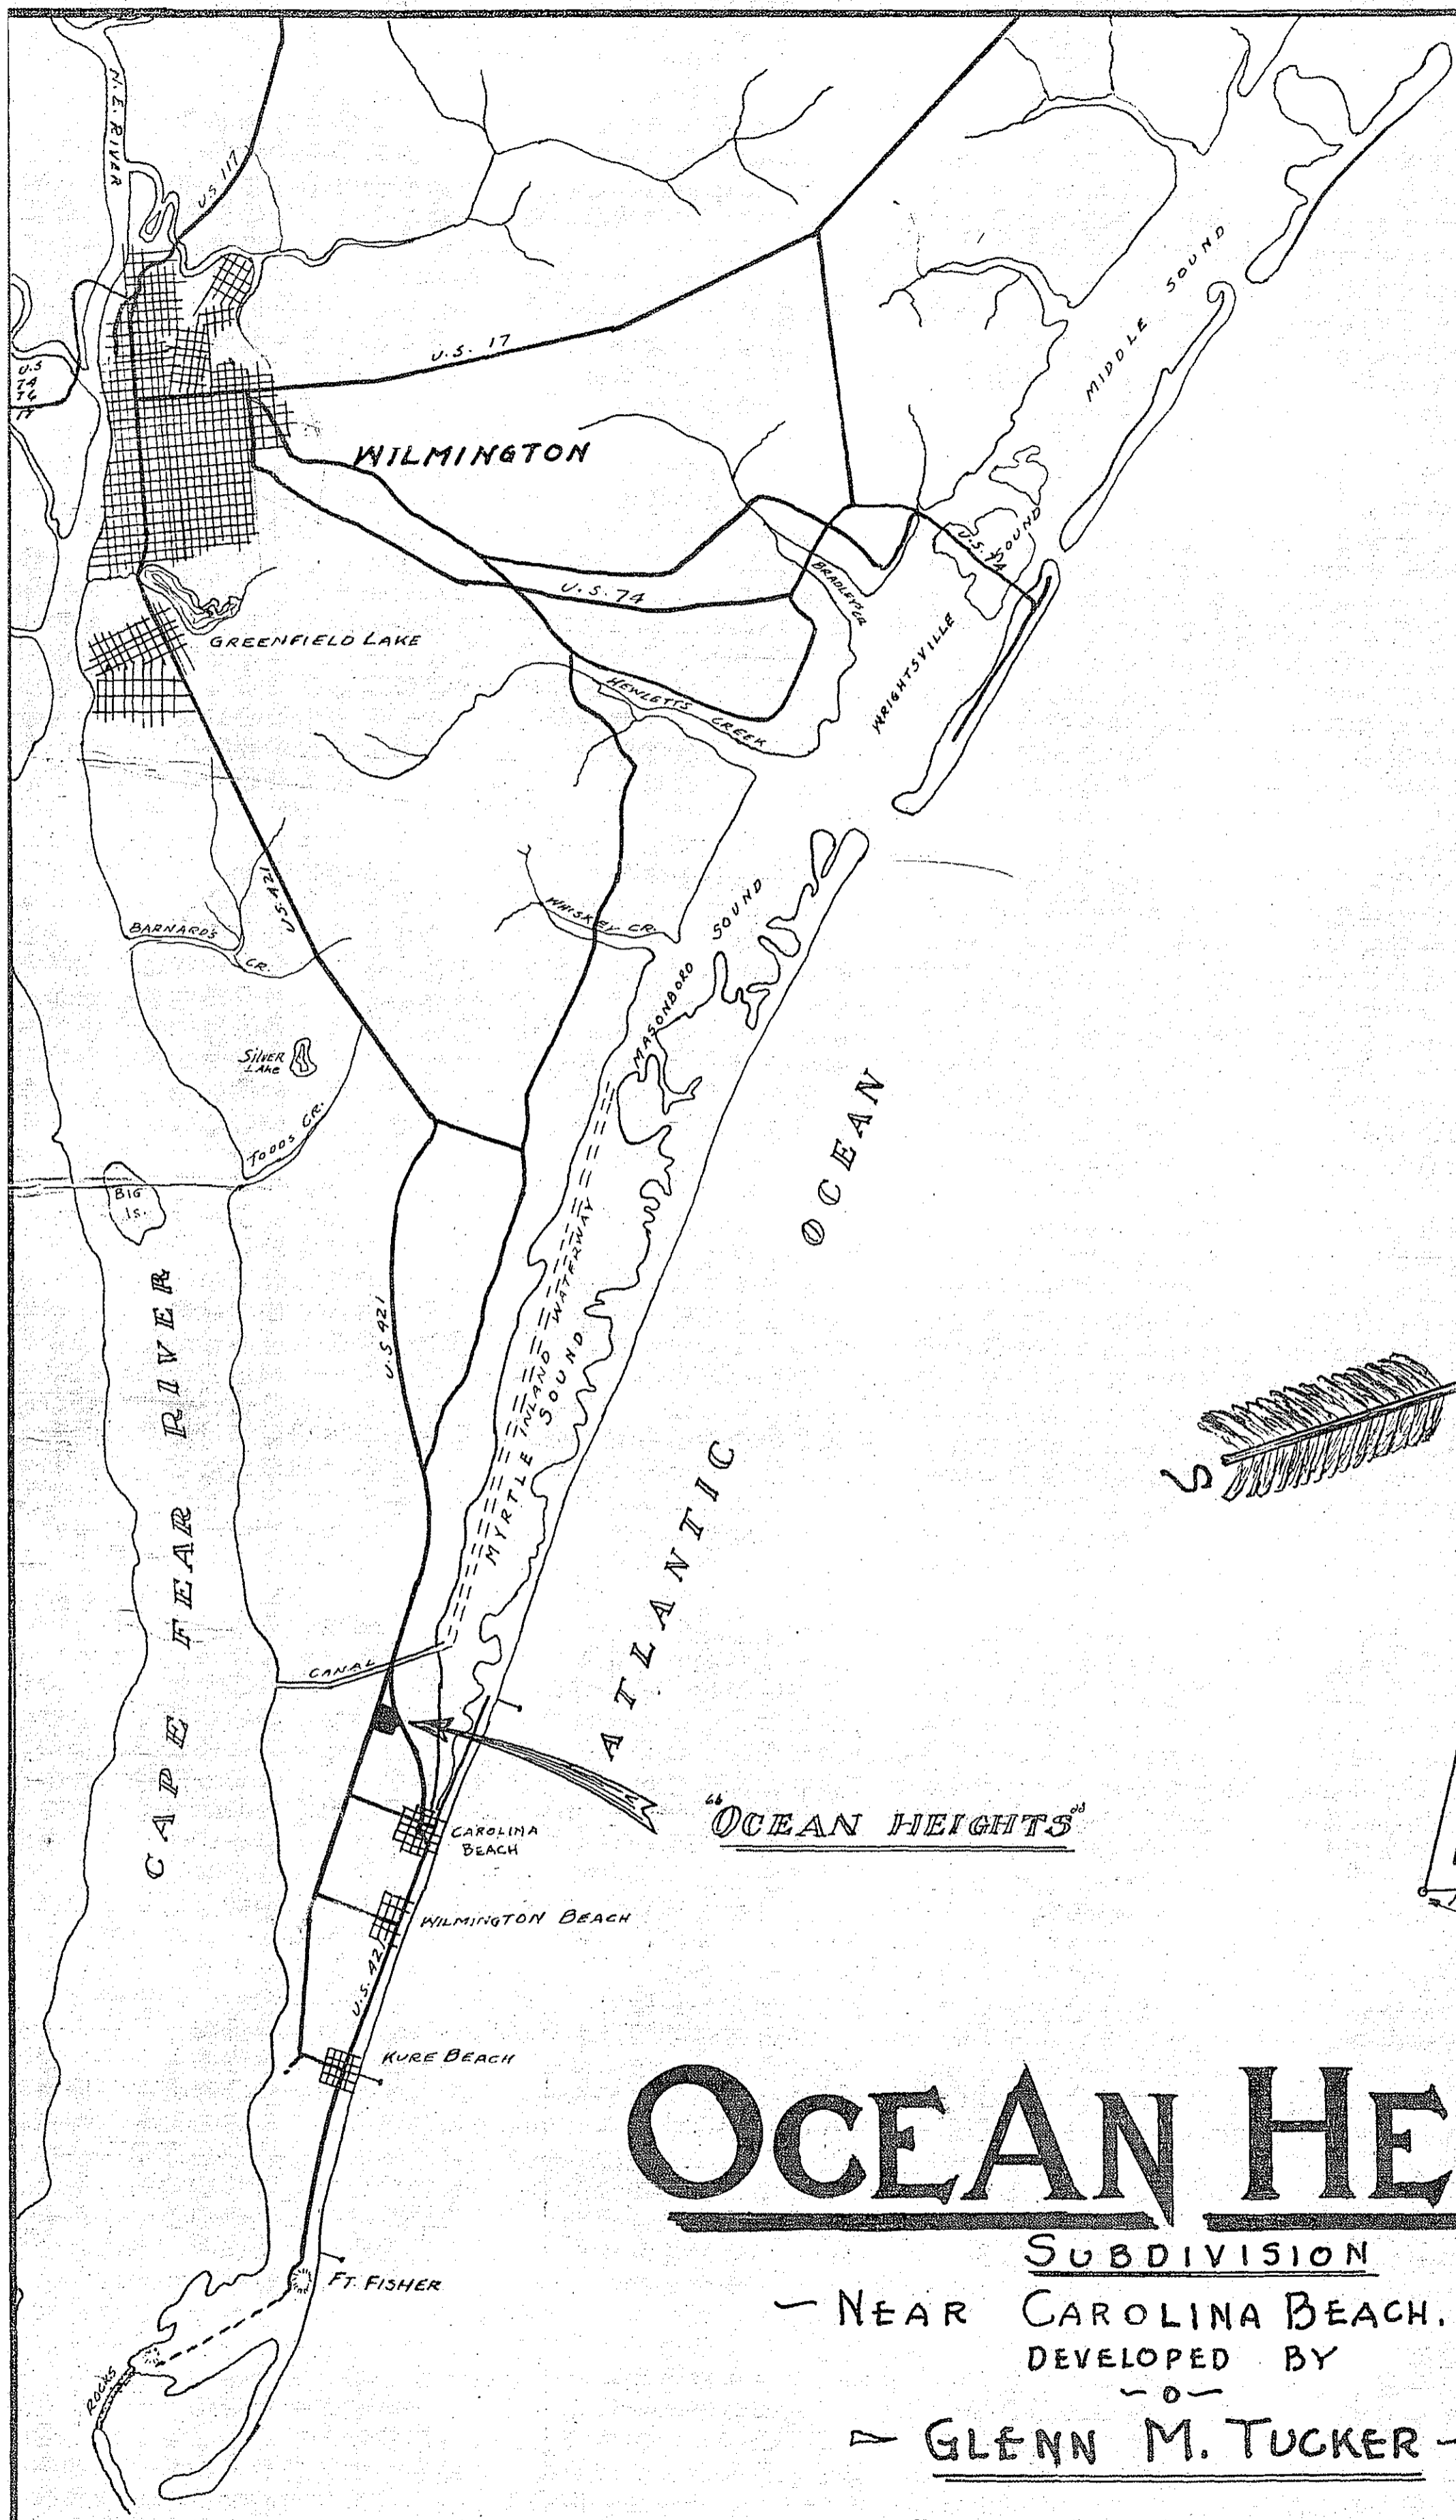 N.E. RIVER
U.S. 117
U.S. 17
U.S
74
76
17
WILMINGTON
MIDDLE SOUND
U.S. 74
SOUND
BRADLEYS CR.
U.S. 74
WRIGHTSVILLE
GREENFIELD LAKE
HEWLETTS CREEK
U.S. 421
WHISKEY CR.
BARNARDS
CR.
MASONBORO SOUND
SILVER
LAKE
TODDS CR.
BIG
IS.
OCEAN
U.S 421
INLAND WATERWAY
MYRTLE SOUND
S
CAPE FEAR RIVER
ATLANTIC
CANAL
"OCEAN HEIGHTS"
CAROLINA
BEACH
WILMINGTON BEACH
U.S. 421
KURE BEACH
OCEAN HE
SUBDIVISION
FT. FISHER
- NEAR CAROLINA BEACH.
DEVELOPED BY
-o-
ROCKS
- GLENN M. TUCKER -